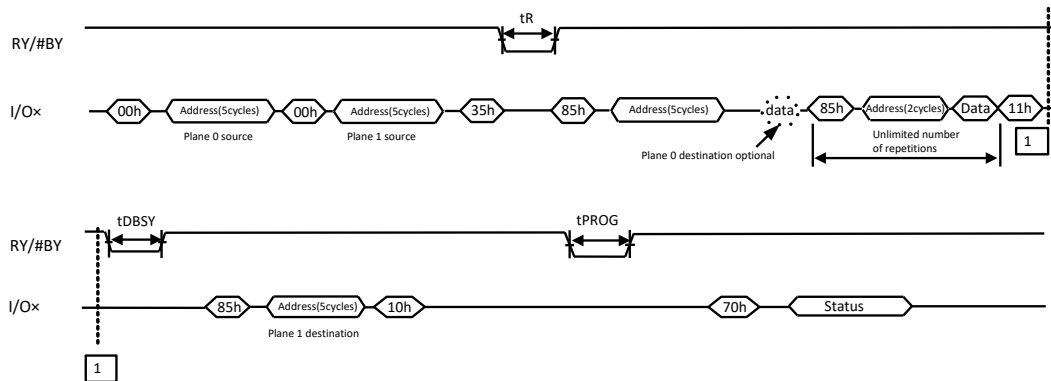 tR
RY/#BY
I/O×
00h Address(5cycles) 00h Address(5cycles) 35h 85h Address(5cycles) data 85h Address(2cycles) Data 11h
Plane 0 source
Plane 1 source
Plane 0 destination optional
Unlimited number
of repetitions
1
tDBSY
tPROG
RY/#BY
I/O×
85h Address(5cycles) 10h 70h Status
Plane 1 destination
1